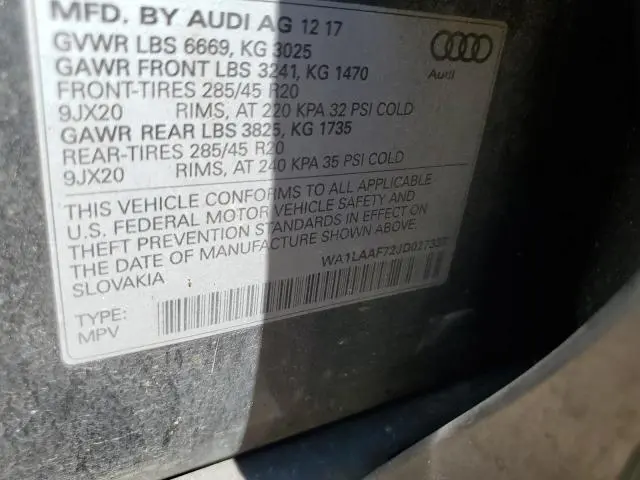 MFD. BY AUDI AG 12 17
GVWR LBS 6669, KG 3025
GAWR FRONT LBS 3241, KG 1470
FRONT-TIRES 285/45 R20
9JX20 RIMS, AT 220 KPA 32 PSI COLD
GAWR REAR LBS 3825, KG 1735
REAR-TIRES 285/45 R20
9JX20 RIMS, AT 240 KPA 35 PSI COLD
Audi
THIS VEHICLE CONFORMS TO ALL APPLICABLE
U.S. FEDERAL MOTOR VEHICLE SAFETY AND
THEFT PREVENTION STANDARDS IN EFFECT ON
THE DATE OF MANUFACTURE SHOWN ABOVE.
SLOVAKIA
TYPE:
MPV